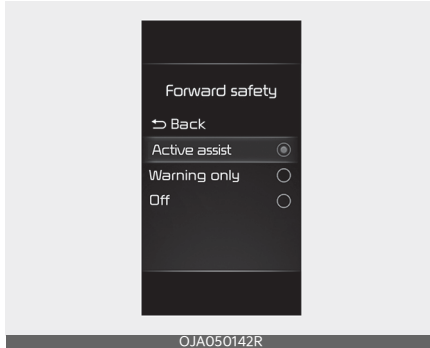 Forward safety
Back
Active assist
Warning only
Off
OJA050142R